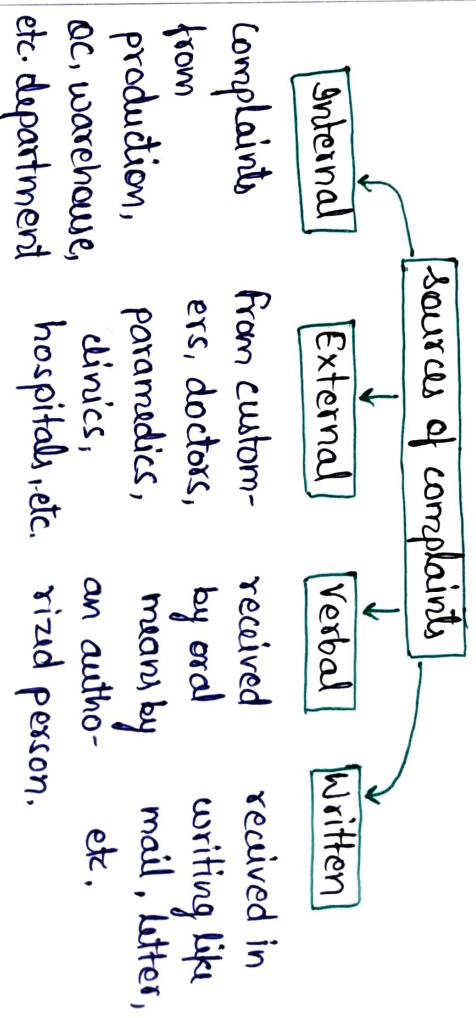 sources of complaints
Internal
Complaints
from
production,
QC, warehouse,
etc. department
External
from custom-
ers, doctors,
paramedics,
clinics,
hospitals, etc.
Verbal
received
by oral
means by
an autho-
rized person.
Written
received in
writing like
mail, letter,
etc.